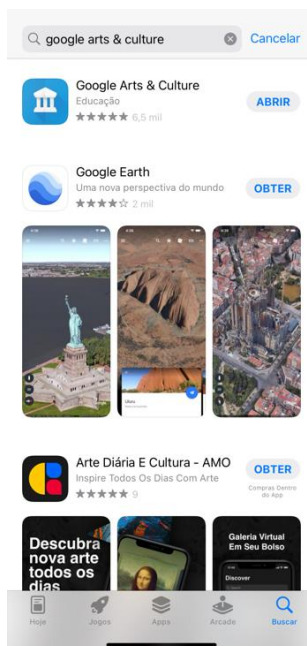 google arts & culture
Cancelar
Google Arts & Culture
Educação
6,5 mil
ABRIR
Google Earth
Uma nova perspectiva do mundo
2 mil
OBTER
Uluru
Arte Diária E Cultura - AMO
Inspire Todos Os Dias Com Arte
9
OBTER
Compras Dentro
do App
Descubra
nova arte
todos os
dias
Galeria Virtual
Em Seu Bolso
Discover
Hoje
Jogos
Apps
Arcade
Buscar